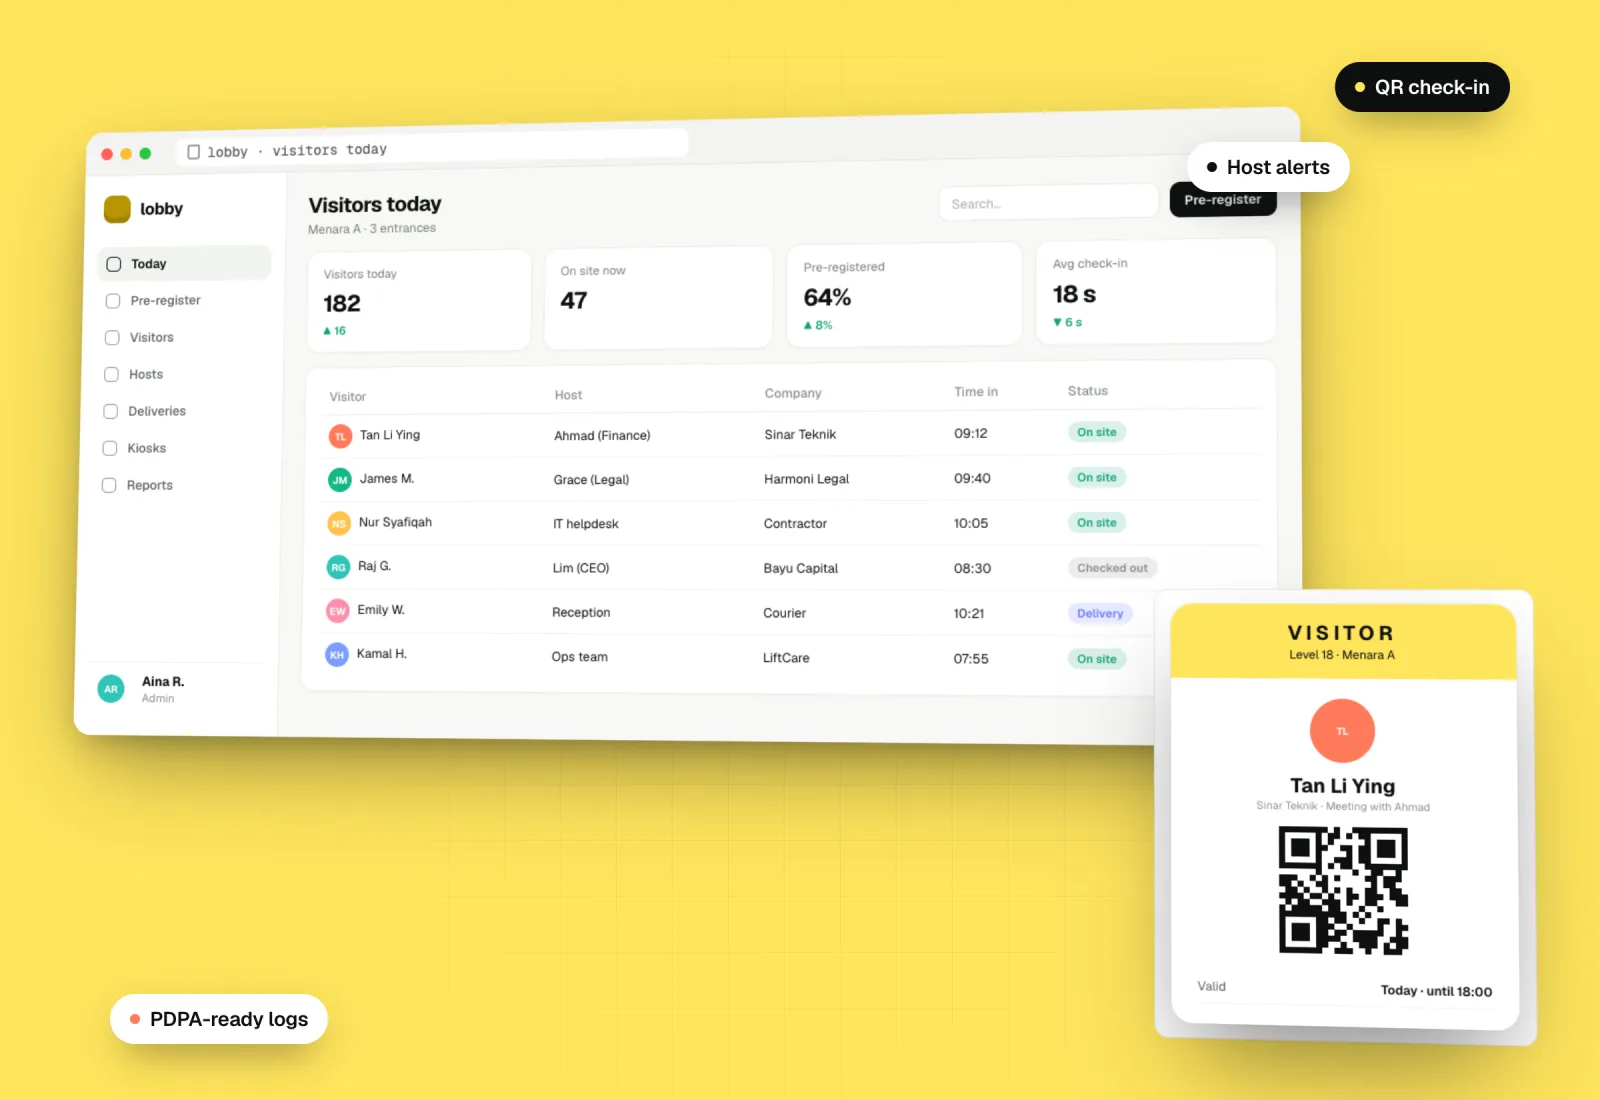 QR check-in
Host alerts
lobby · visitors today
lobby
Today
Pre-register
Visitors
Hosts
Deliveries
Kiosks
Reports
AR
Aina R.
Admin
Visitors today
Menara A · 3 entrances
Search…
Pre-register
Visitors today
182
▲ 16
On site now
47
Pre-registered
64%
▲ 8%
Avg check-in
18 s
▼ 6 s
Visitor Host Company Time in Status
TL Tan Li Ying Ahmad (Finance) Sinar Teknik 09:12 On site
JM James M. Grace (Legal) Harmoni Legal 09:40 On site
NS Nur Syafiqah IT helpdesk Contractor 10:05 On site
RG Raj G. Lim (CEO) Bayu Capital 08:30 Checked out
EW Emily W. Reception Courier 10:21 Delivery
KH Kamal H. Ops team LiftCare 07:55 On site
VISITOR
Level 18 · Menara A
TL
Tan Li Ying
Sinar Teknik · Meeting with Ahmad
Valid Today · until 18:00
PDPA-ready logs